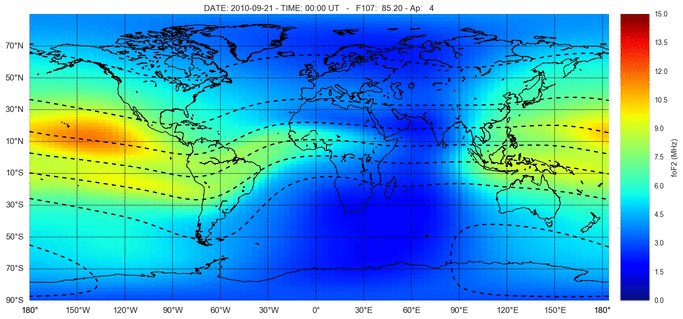 DATE: 2010-09-21 - TIME: 00:00 UT - F107: 85.20 - Ap: 4
70°N
50°N
30°N
10°N
10°S
30°S
50°S
70°S
90°S
180° 150°W 120°W 90°W 60°W 30°W 0° 30°E 60°E 90°E 120°E 150°E 180°
15.0
13.5
12.0
10.5
9.0
7.5
6.0
4.5
3.0
1.5
0.0
foF2 (MHz)